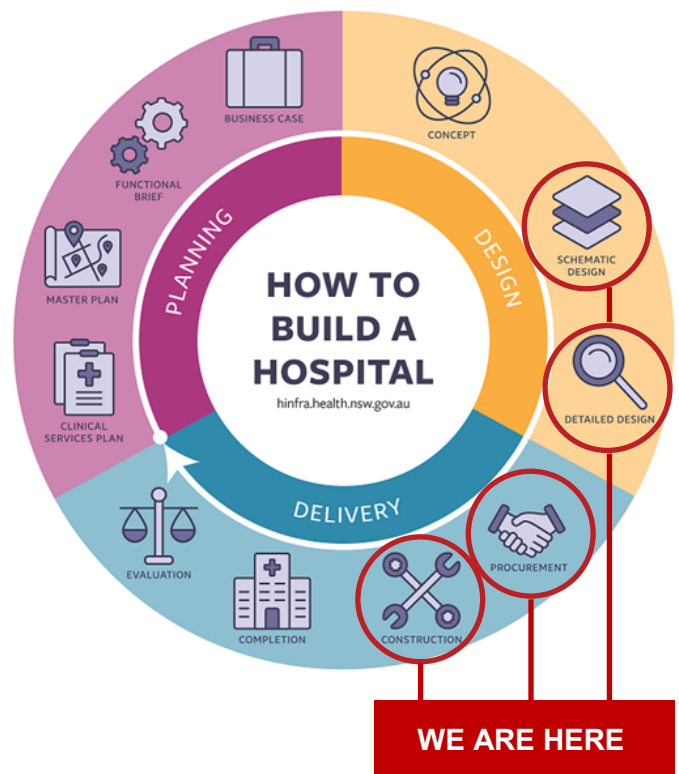 HOW TO
BUILD A
HOSPITAL
hinfra.health.nsw.gov.au
PLANNING
CLINICAL
SERVICES PLAN
MASTER PLAN
FUNCTIONAL
BRIEF
BUSINESS CASE
DESIGN
CONCEPT
SCHEMATIC
DESIGN
DETAILED DESIGN
DELIVERY
PROCUREMENT
CONSTRUCTION
COMPLETION
EVALUATION
WE ARE HERE